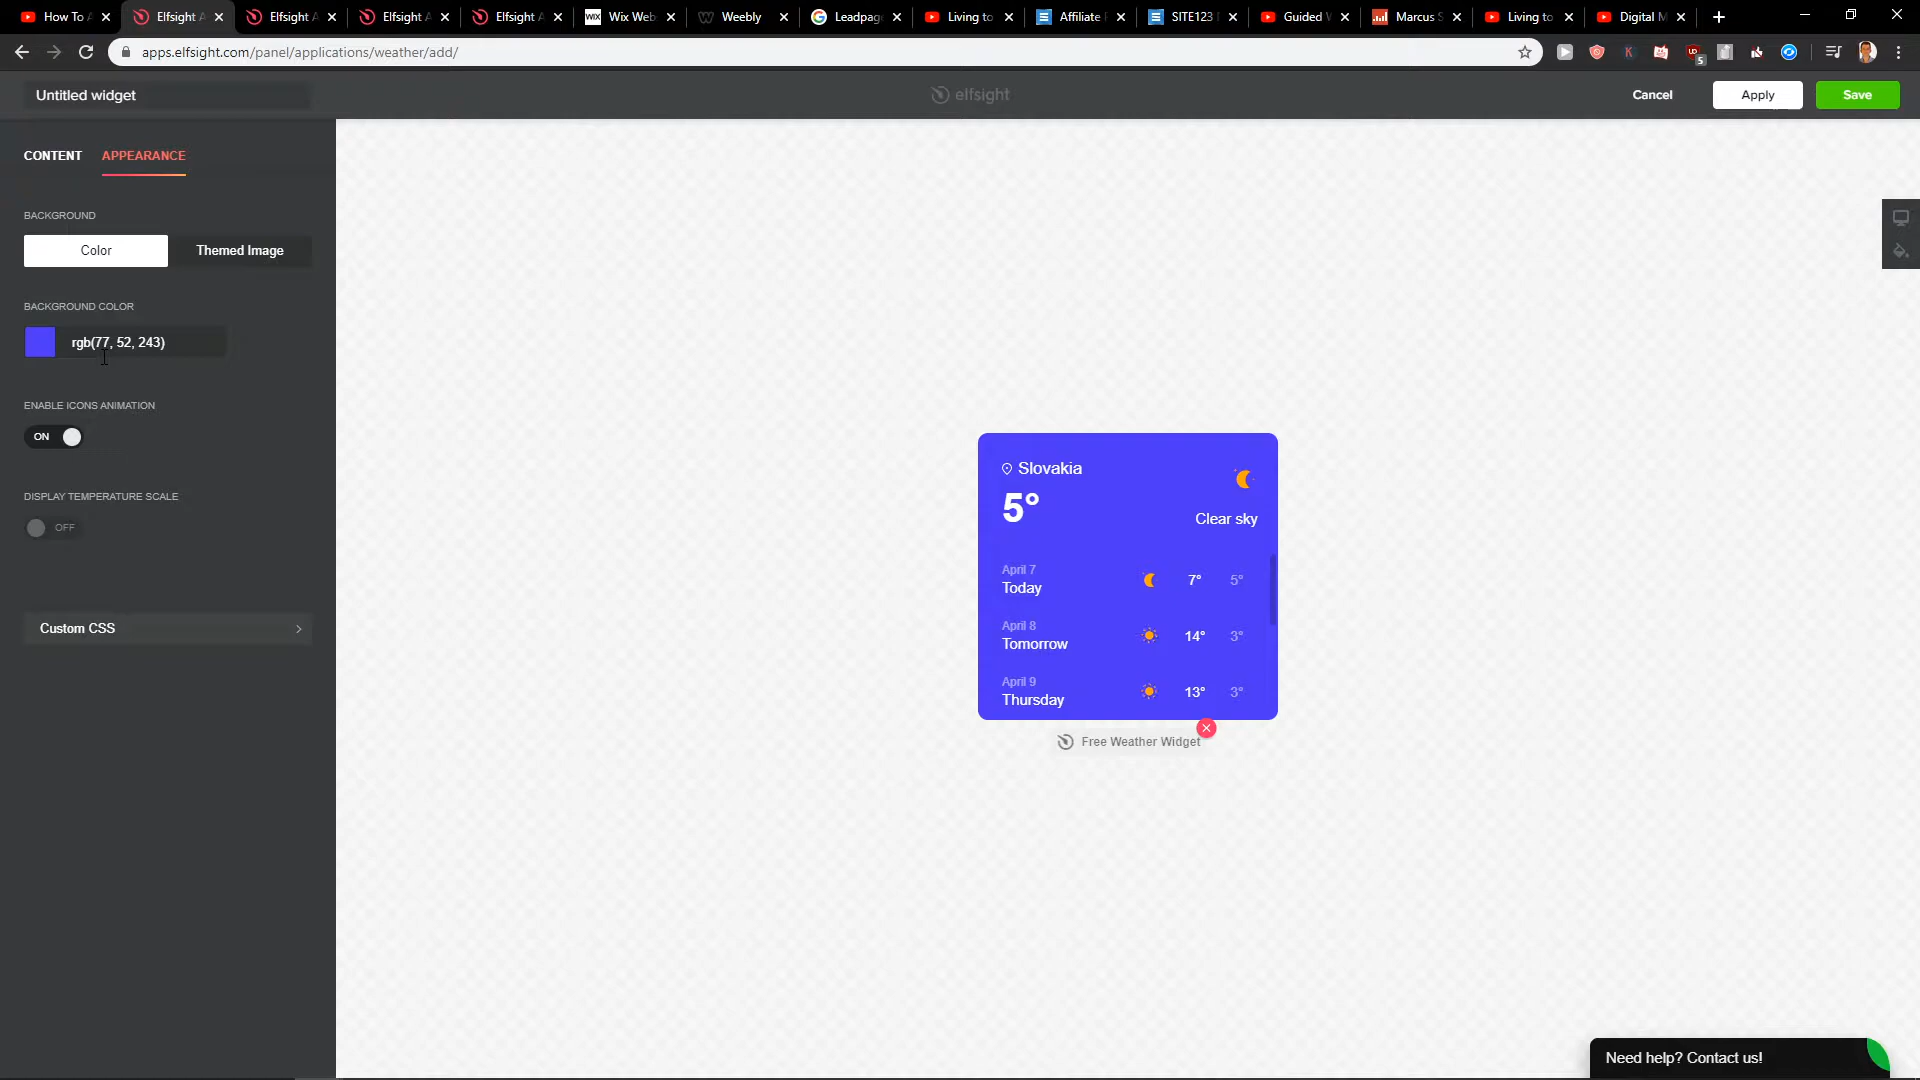 How To A
Elfsight A
Elfsight A
Elfsight A
Elfsight A
WIX Wix Web
Weebly
Leadpag
Living to
Affiliate
SITE123
Guided
Marcus S
Living to
Digital M
apps.elfsight.com/panel/applications/weather/add/
K
5
Untitled widget
elfsight
Cancel
Apply
Save
CONTENT
APPEARANCE
BACKGROUND
Color
Themed Image
BACKGROUND COLOR
rgb(77, 52, 243)
ENABLE ICONS ANIMATION
ON
DISPLAY TEMPERATURE SCALE
OFF
Custom CSS
Slovakia
5°
Clear sky
April 7
Today
7° 5°
April 8
Tomorrow
14° 3°
April 9
Thursday
13° 3°
Free Weather Widget
Need help? Contact us!